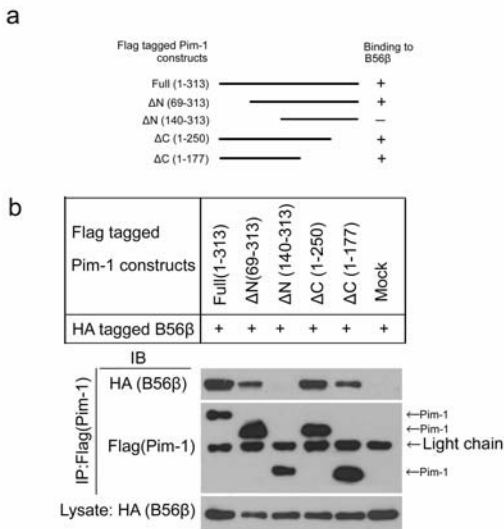 a
Flag tagged Pim-1 constructs
Binding to B56β
Full (1-313) +
ΔN (69-313) +
ΔN (140-313) –
ΔC (1-250) +
ΔC (1-177) +
b
Flag tagged
Pim-1 constructs
Full(1-313)
ΔN(69-313)
ΔN (140-313)
ΔC (1-250)
ΔC (1-177)
Mock
HA tagged B56β + + + + + +
IB
IP:Flag(Pim-1)
HA (B56β)
Flag(Pim-1)
←Pim-1
←Pim-1
←Light chain
←Pim-1
Lysate: HA (B56β)